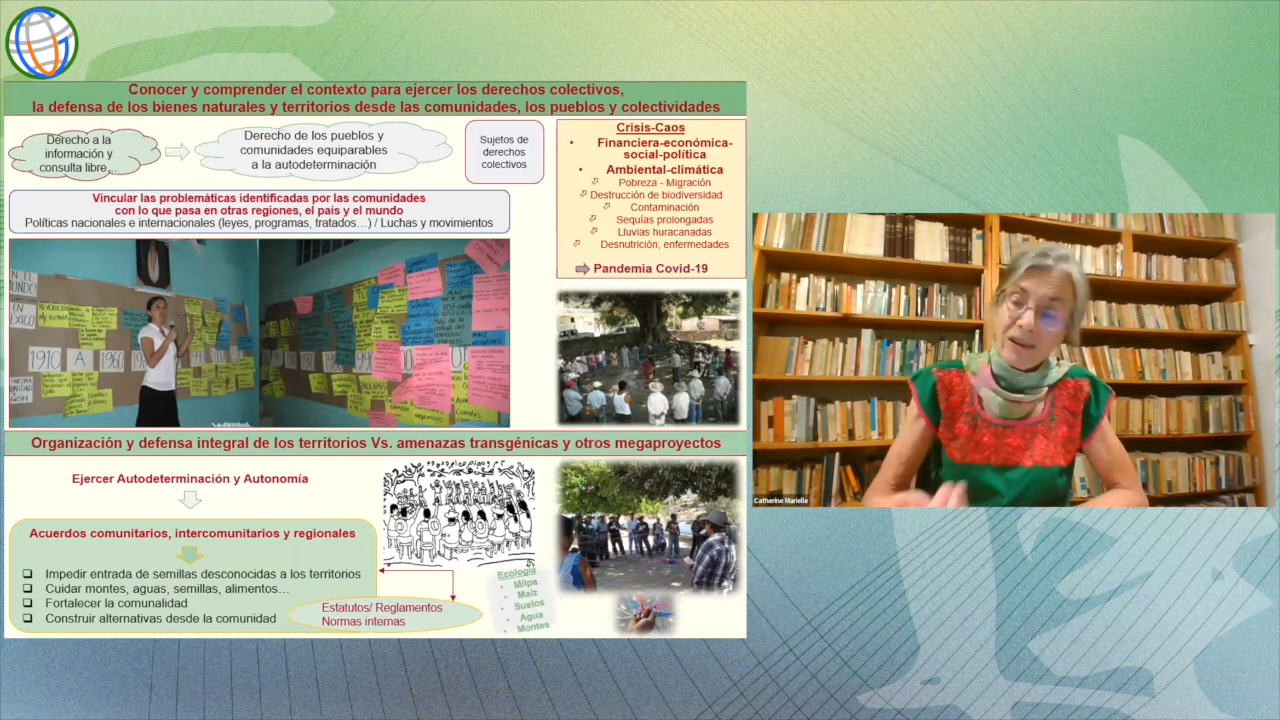 Conocer y comprender el contexto para ejercer los derechos colectivos,
la defensa de los bienes naturales y territorios desde las comunidades, los pueblos y colectividades
Derecho a la
información y
consulta libre...
Derecho de los pueblos y
comunidades equiparables
a la autodeterminación
Sujetos de
derechos
colectivos
Crisis-Caos
Financiera-económica-
social-política
Ambiental-climática
Pobreza - Migración
Destrucción de biodiversidad
Contaminación
Sequías prolongadas
Lluvias huracanadas
Desnutrición, enfermedades
Pandemia Covid-19
Vincular las problemàticas identificadas por las comunidades
con lo que pasa en otras regiones, el país y el mundo
Políticas nacionales e internacionales (leyes, programas, tratados...) / Luchas y movimientos
EN EL
MUNDO
EN
MÉXICO
1910 A 1960
Organización y defensa integral de los territorios Vs. amenazas transgénicas y otros megaproyectos
Ejercer Autodeterminación y Autonomía
Acuerdos comunitarios, intercomunitarios y regionales
Impedir entrada de semillas desconocidas a los territorios
Cuidar montes, aguas, semillas, alimentos...
Fortalecer la comunalidad
Construir alternativas desde la comunidad
Estatutos/ Reglamentos
Normas internas
Ecología
Milpa
Maíz
Suelos
Agua
Montes
Catherine Marielle